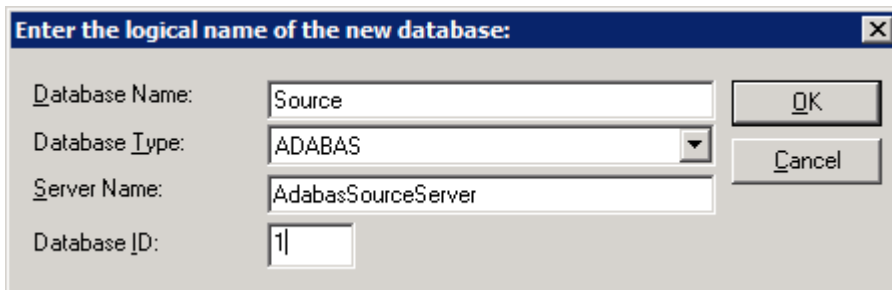 Enter the logical name of the new database:
Database Name: Source OK
Database Type: ADABAS
Cancel
Server Name: AdabasSourceServer
Database ID: 1